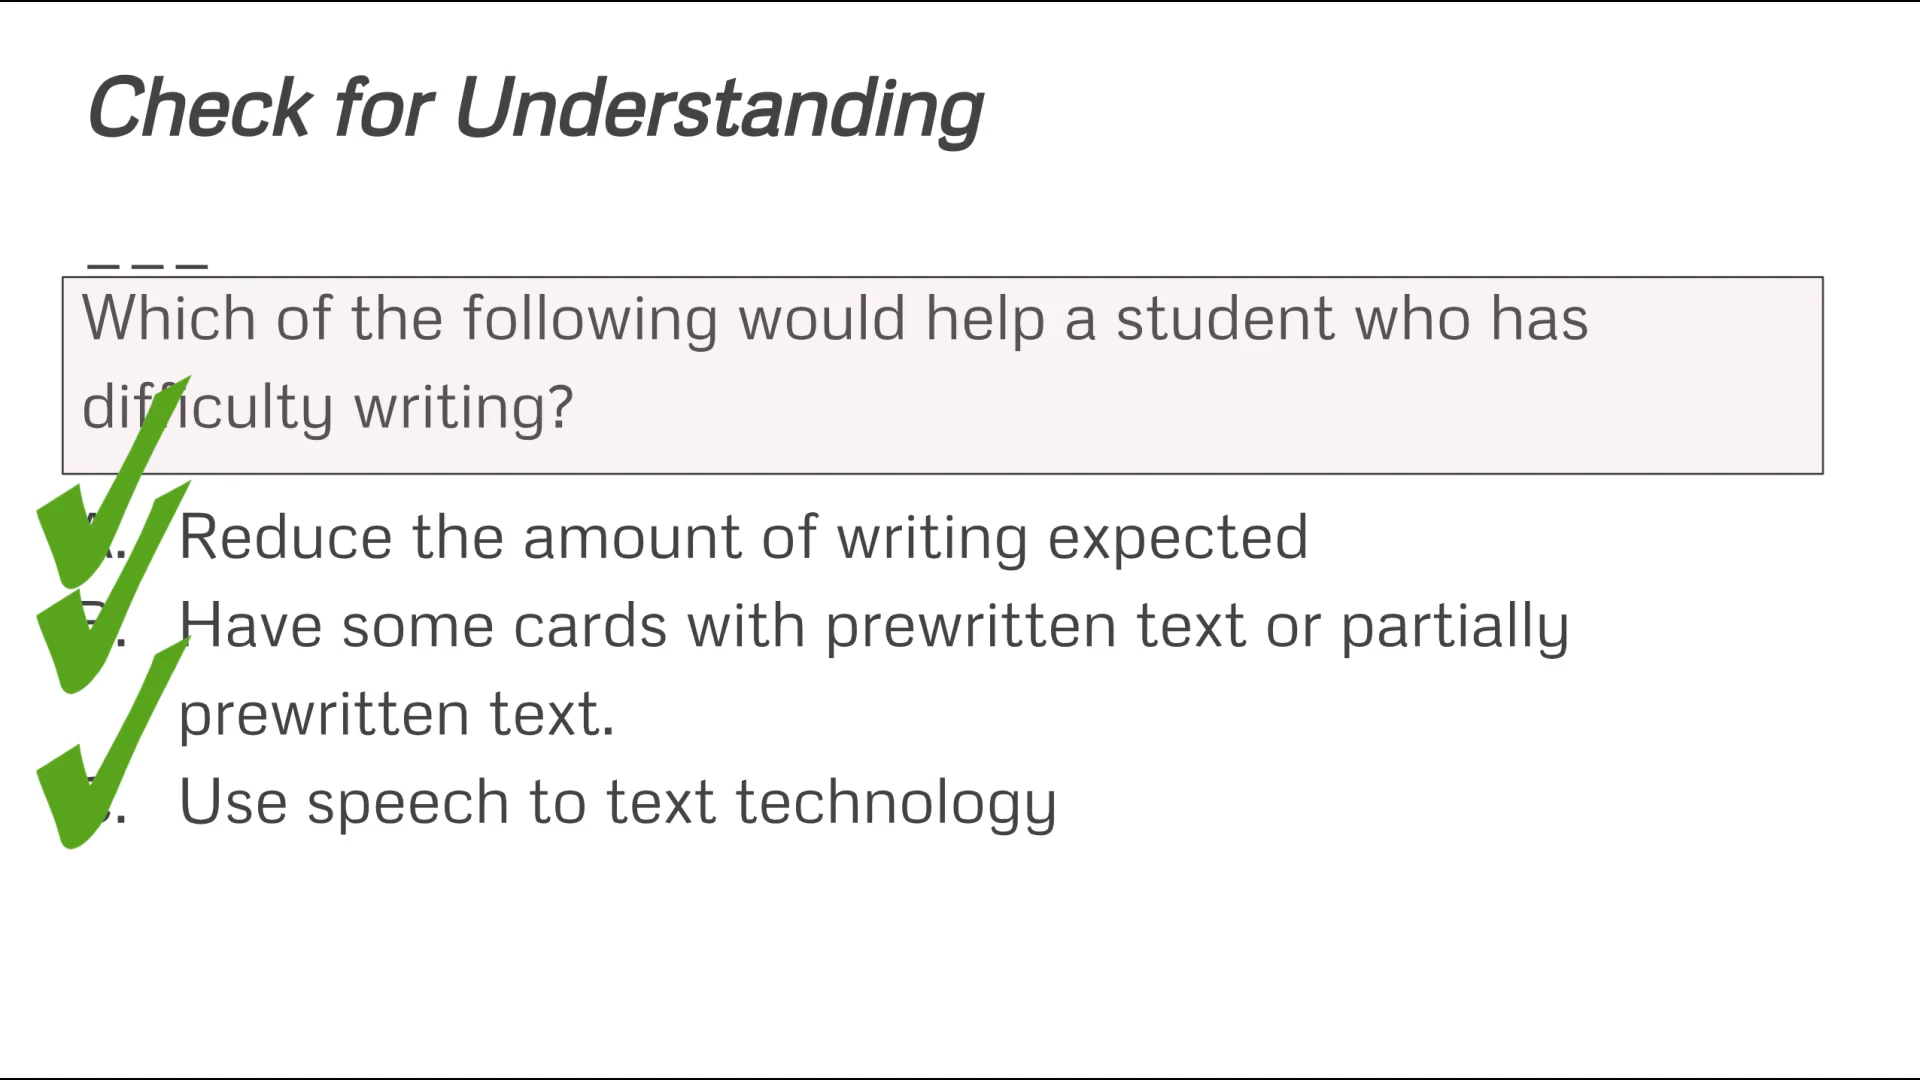 Check for Understanding
Which of the following would help a student who has
difficulty writing?
A. Reduce the amount of writing expected
B. Have some cards with prewritten text or partially
prewritten text.
C. Use speech to text technology